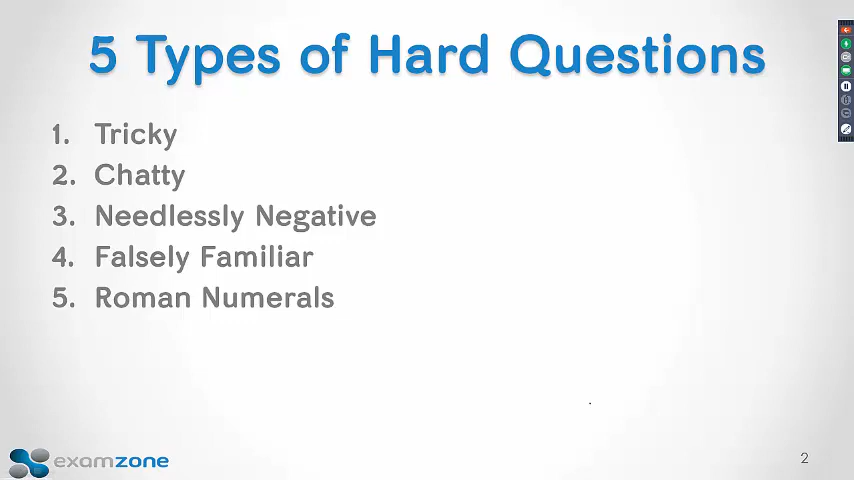 5 Types of Hard Questions
1. Tricky
2. Chatty
3. Needlessly Negative
4. Falsely Familiar
5. Roman Numerals
examzone
2